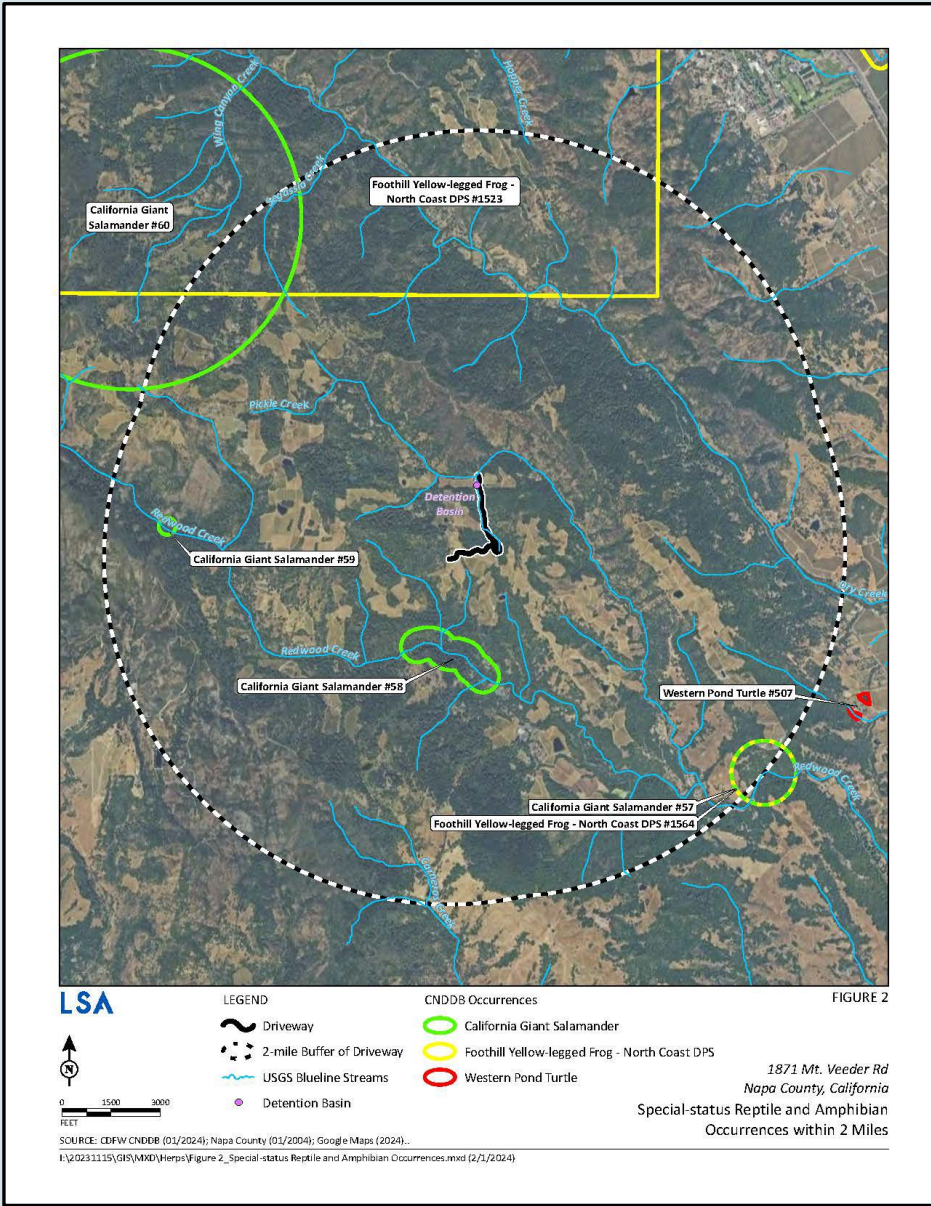 Hopper Creek
Wing Canyon Creek
Segassia Creek
Foothill Yellow-legged Frog -
North Coast DPS #1523
California Giant
Salamander #60
Pickle Creek
Detention
Basin
Redwood Creek
California Giant Salamander #59
Dry Creek
Redwood Creek
California Giant Salamander #58
Western Pond Turtle #507
Redwood Creek
California Giant Salamander #57
Foothill Yellow-legged Frog - North Coast DPS #1564
Creek
LSA
LEGEND
Driveway
2-mile Buffer of Driveway
USGS Blueline Streams
Detention Basin
CNDDB Occurrences
California Giant Salamander
Foothill Yellow-legged Frog - North Coast DPS
Western Pond Turtle
FIGURE 2
N
0 1500 3000
FEET
1871 Mt. Veeder Rd
Napa County, California
Special-status Reptile and Amphibian
Occurrences within 2 Miles
SOURCE: CDFW CNDDB (01/2024); Napa County (01/2004); Google Maps (2024)..
I:\20231115\GIS\MXD\Herps\Figure 2_Special-status Reptile and Amphibian Occurrences.mxd (2/1/2024)